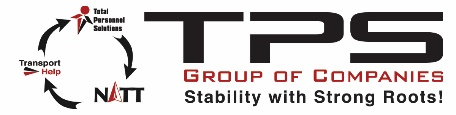 Total
Personnel
Solutions
Transport
Help
NATT
TPS
GROUP OF COMPANIES
Stability with Strong Roots!